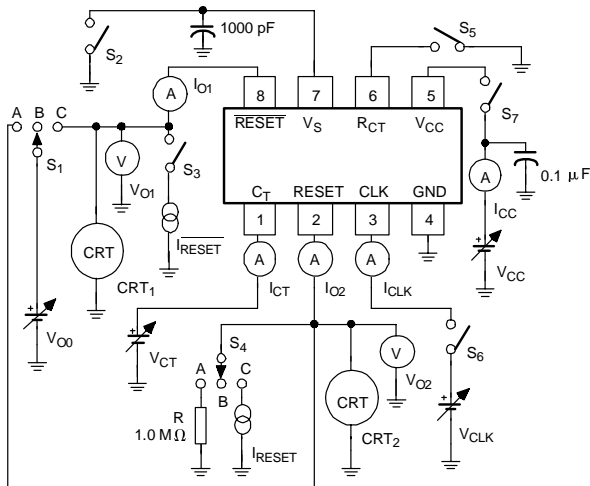 1000 pF
S5
S2
IO1
A
8
7
6
5
RESET
VS
RCT
VCC
S7
A B C
S1
V
VO1
S3
0.1 μF
A
ICC
CT
RESET
CLK
GND
1
2
3
4
IRESET
CRT
CRT1
A
A
A
ICT
IO2
ICLK
VCC
VO0
VCT
S4
A
B
C
S6
V
VO2
R
1.0 MΩ
IRESET
CRT
CRT2
VCLK